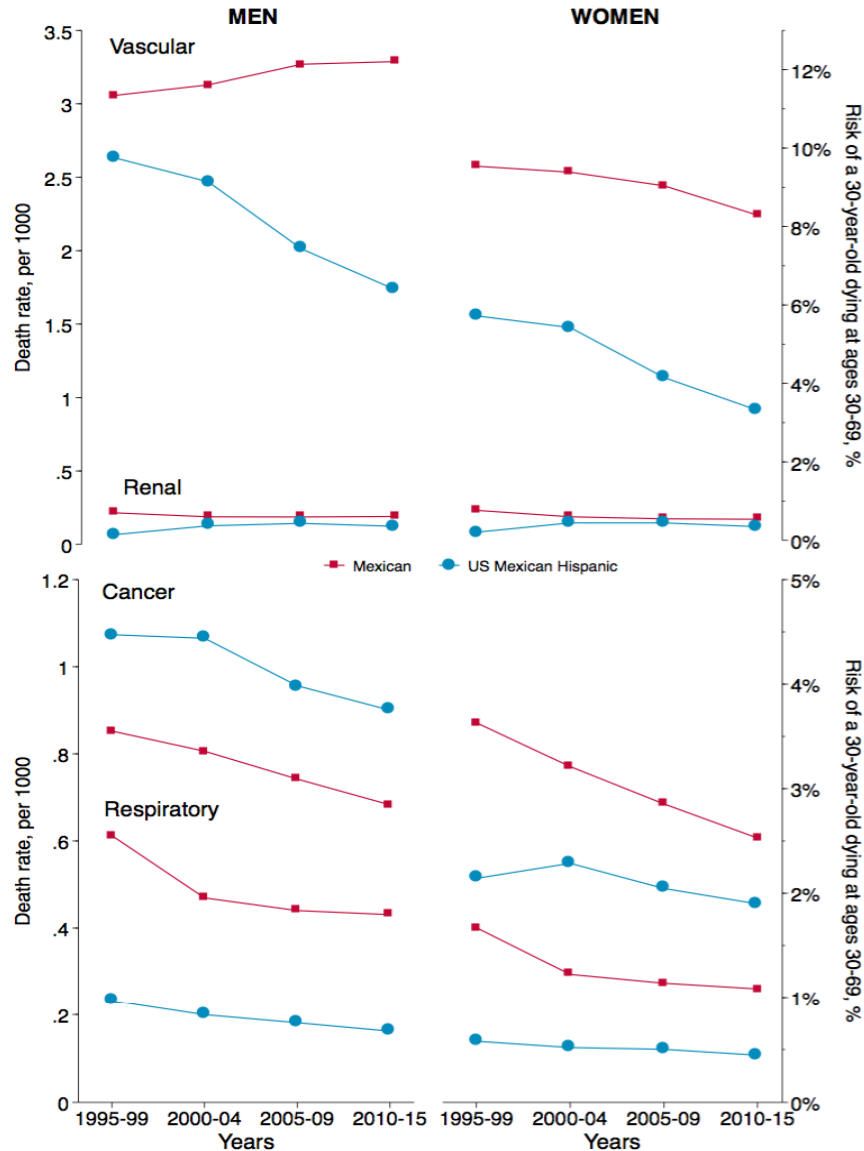 MEN
WOMEN
Vascular
Renal
3.5
3
2.5
2
1.5
1
.5
0
Death rate, per 1000
12%
10%
8%
6%
4%
2%
0%
Risk of a 30-year-old dying at ages 30-69, %
Mexican
US Mexican Hispanic
Cancer
Respiratory
1.2
1
.8
.6
.4
.2
0
Death rate, per 1000
5%
4%
3%
2%
1%
0%
Risk of a 30-year-old dying at ages 30-69, %
1995-99 2000-04 2005-09 2010-15
Years
1995-99 2000-04 2005-09 2010-15
Years